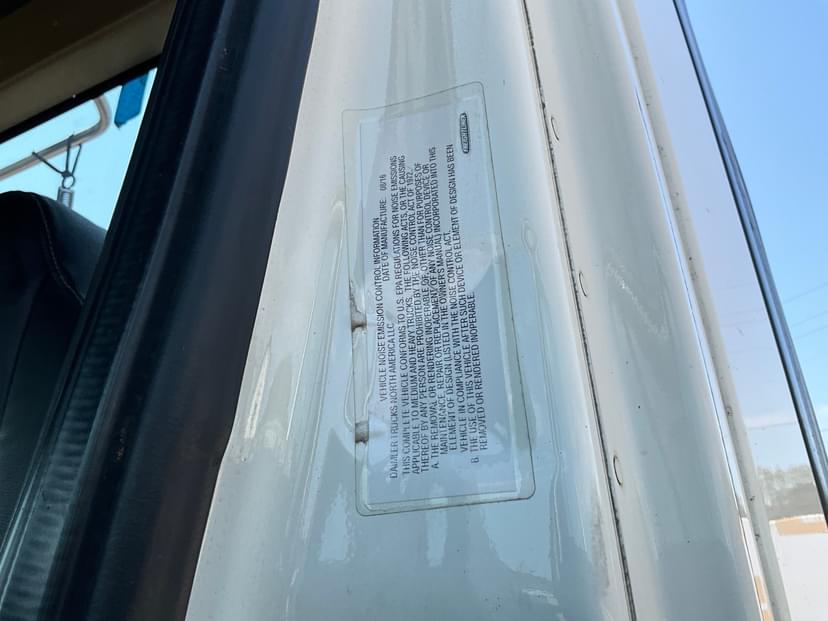 VEHICLE NOISE EMISSION CONTROL INFORMATION
DAIMLER TRUCKS NORTH AMERICA LLC. DATE OF MANUFACTURE: 08/16
THIS COMPLETE VEHICLE CONFORMS TO U.S. EPA REGULATIONS FOR NOISE EMISSIONS
APPLICABLE TO MEDIUM AND HEAVY TRUCKS. THE FOLLOWING ACTS, OR THE CAUSING
THEREOF BY ANY PERSON ARE PROHIBITED BY THE NOISE CONTROL ACT OF 1972.
A. THE REMOVAL OR RENDERING INOPERABLE OF, OTHER THAN FOR PURPOSES OF
MAINTENANCE, REPAIR OR REPLACEMENT OF ANY NOISE CONTROL DEVICE OR
ELEMENT OF DESIGN (LISTED IN THE OWNER'S MANUAL) INCORPORATED INTO THIS
VEHICLE IN COMPLIANCE WITH THE NOISE CONTROL ACT.
B. THE USE OF THIS VEHICLE AFTER SUCH DEVICE OR ELEMENT OF DESIGN HAS BEEN
REMOVED OR RENDERED INOPERABLE.
FREIGHTLINER